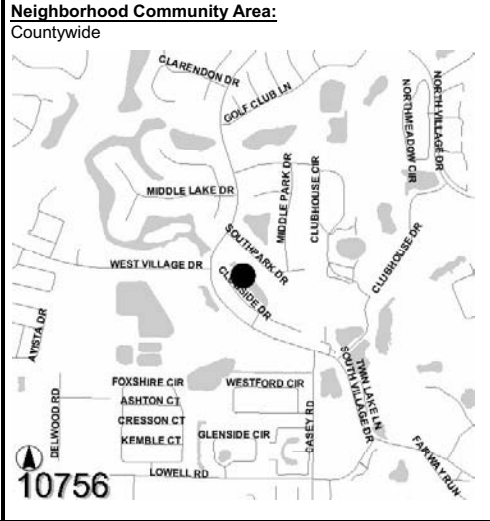 Neighborhood Community Area:
Countywide
CLARENDON DR
GOLF CLUB LN
NORTH VILLAGE DR
NORTHMEADOW CIR
MIDDLE LAKE DR
MIDDLE PARK DR
CLUBHOUSE CIR
SOUTHPARK DR
CLUBHOUSE DR
WEST VILLAGE DR
CLUBSIDE DR
AVISTA DR
TWIN LAKE LN
SOUTH VILLAGE DR
FOXSHIRE CIR
WESTFORD CIR
ASHTON CT
DELWOOD RD
CRESSON CT
CASEY RD
KEMBLE CT
GLENSIDE CIR
FAIRWAY RUN
LOWELL RD
10756